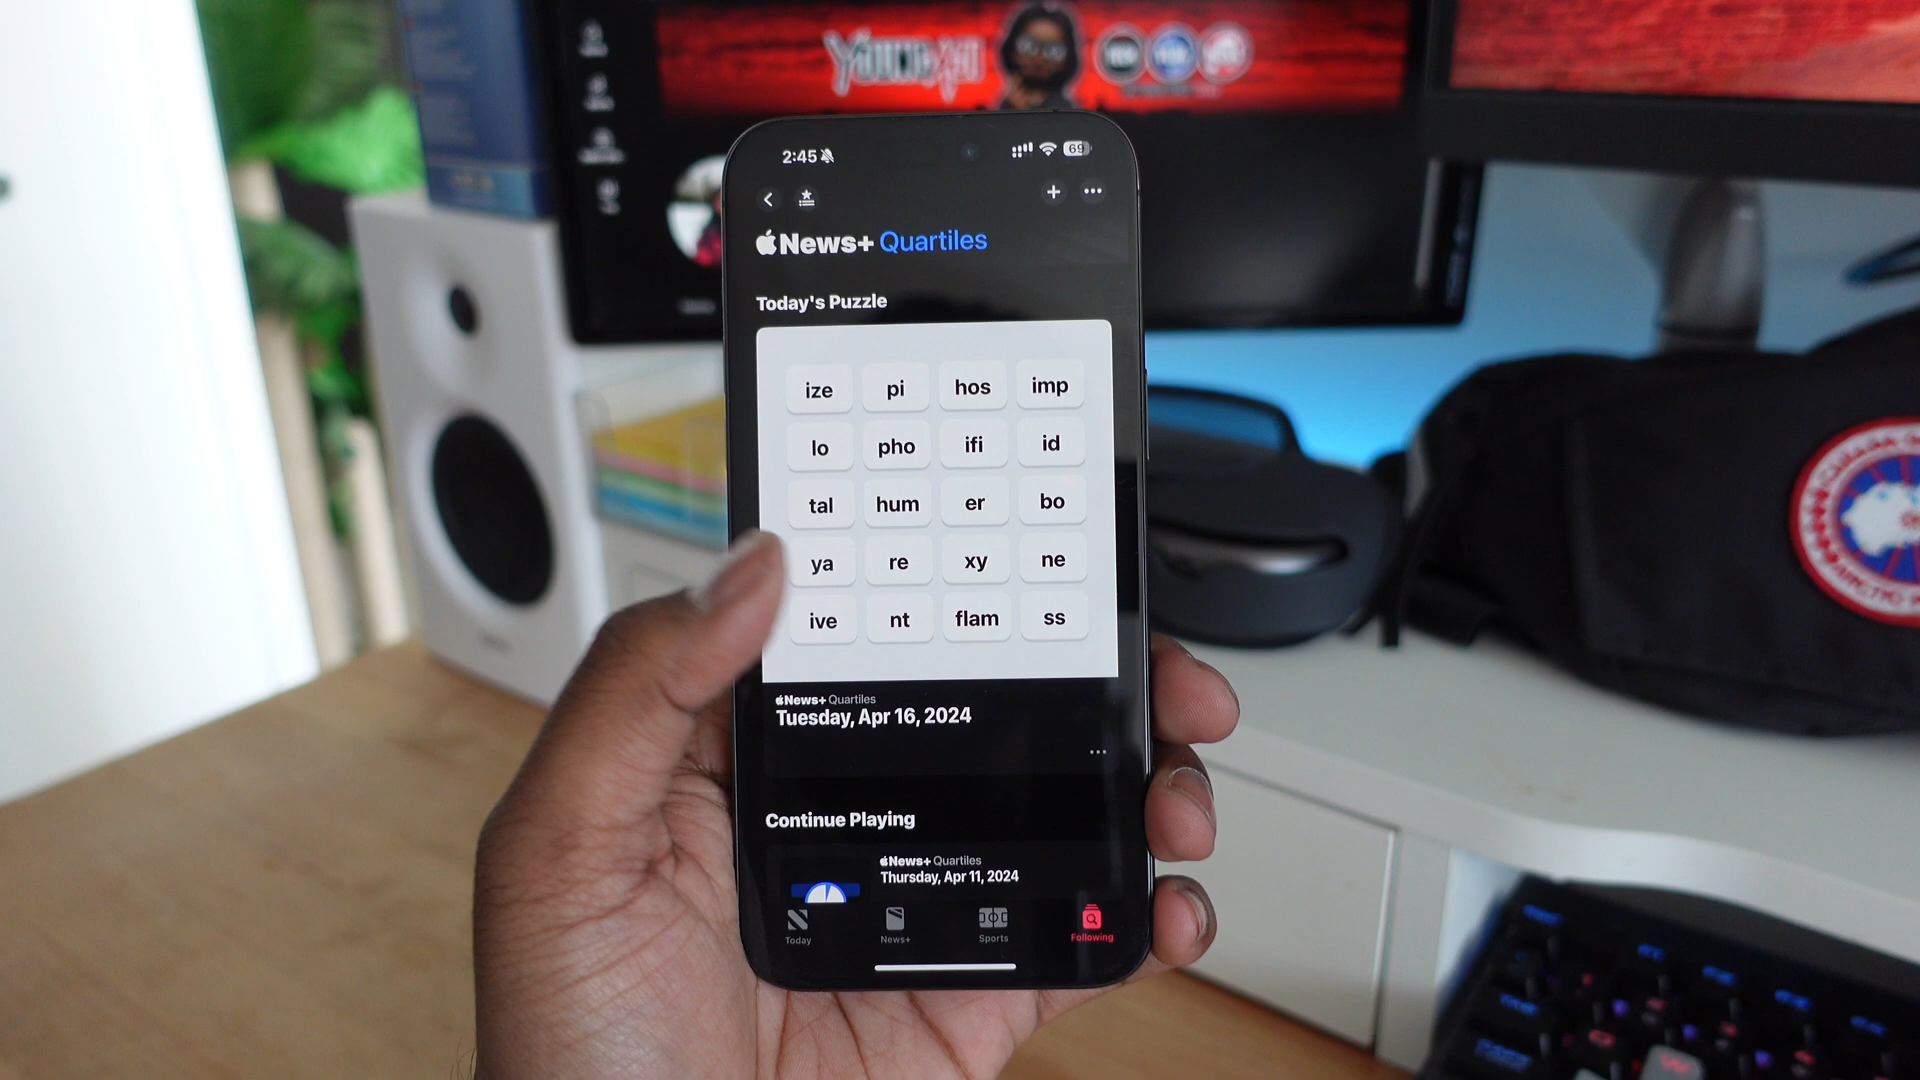 2:45
69
News+ Quartiles
Today's Puzzle
ize pi hos imp
lo pho ifi id
tal hum er bo
ya re xy ne
ive nt flam ss
News+ Quartiles
Tuesday, Apr 16, 2024
Continue Playing
News+ Quartiles
Thursday, Apr 11, 2024
Today News+ Sports Following